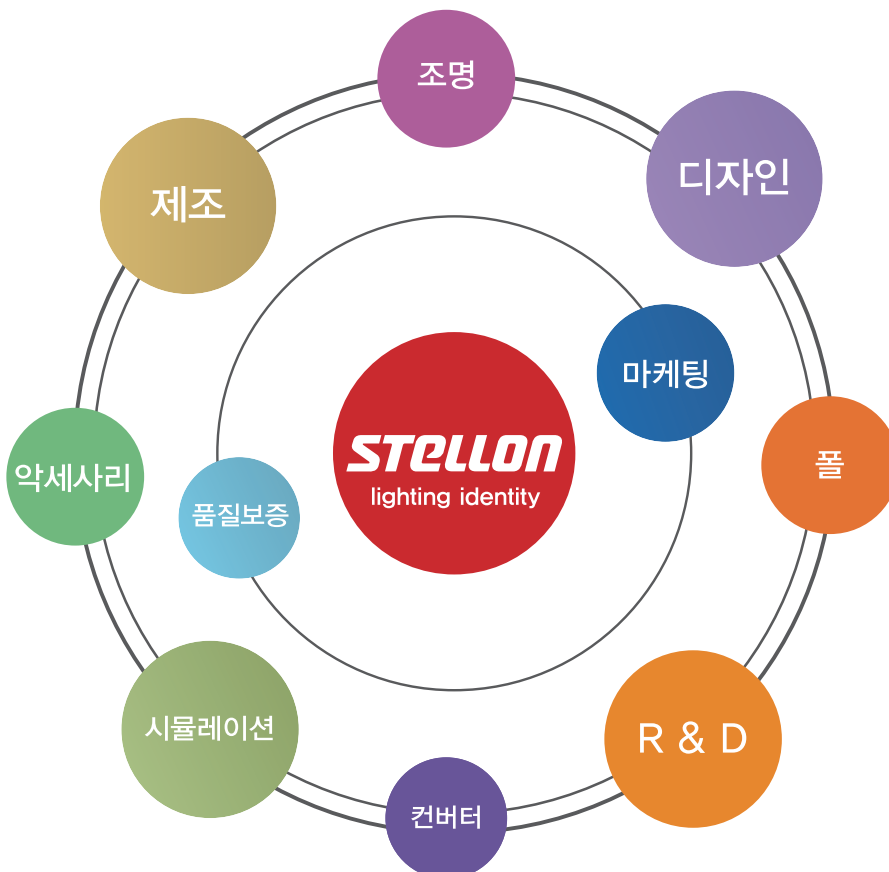 조명
디자인
제조
마케팅
STELLON
lighting identity
폴
악세사리
품질보증
시뮬레이션
R & D
컨버터